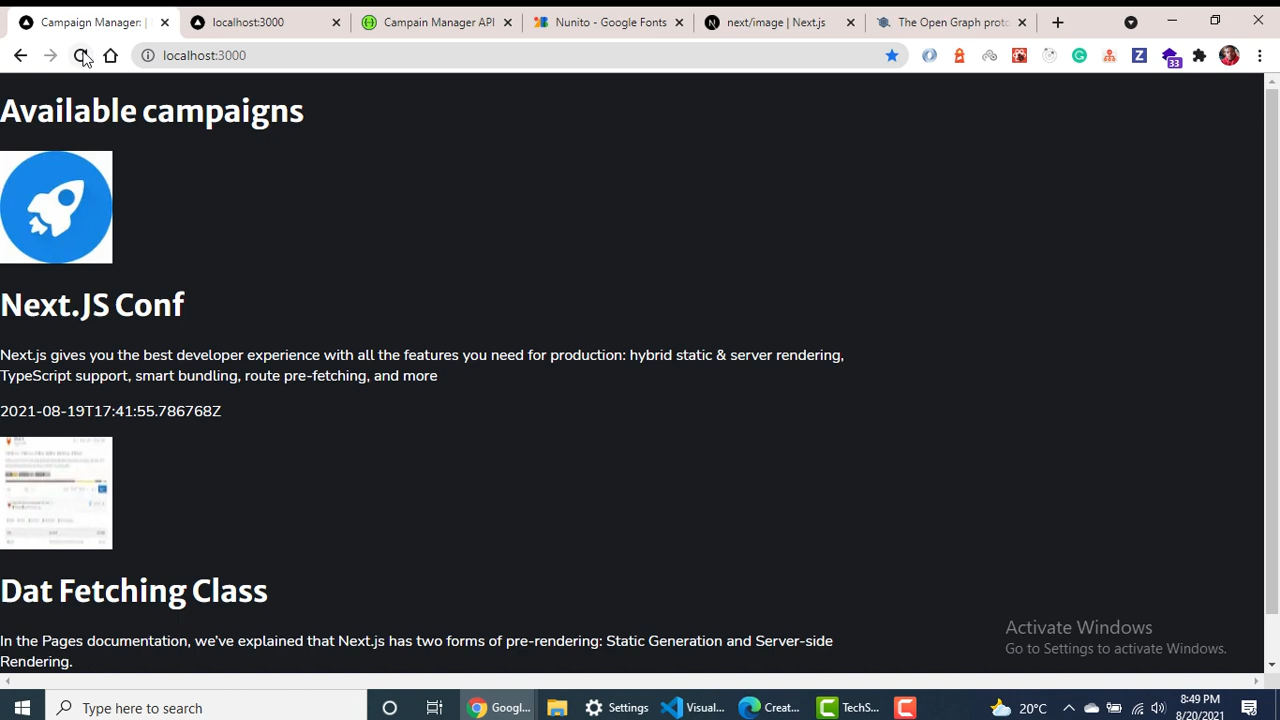 Campaign Manager: |
localhost:3000
Campain Manager API
Nunito - Google Fonts
next/image | Next.js
The Open Graph proto
localhost:3000
33
Available campaigns
Next.JS Conf
Next.js gives you the best developer experience with all the features you need for production: hybrid static & server rendering,
TypeScript support, smart bundling, route pre-fetching, and more
2021-08-19T17:41:55.786768Z
Dat Fetching Class
In the Pages documentation, we've explained that Next.js has two forms of pre-rendering: Static Generation and Server-side
Rendering.
Activate Windows
Go to Settings to activate Windows.
Type here to search
Googl...
Settings
Visual...
Creat...
TechS...
20°C
8:49 PM
8/20/2021